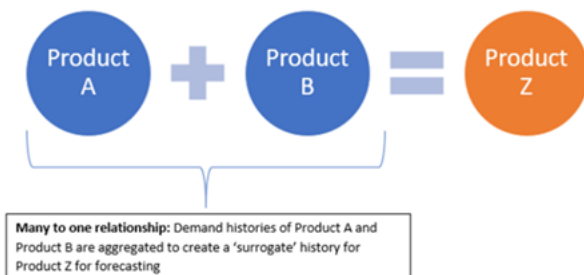 Product
A
Product
B
Product
Z
Many to one relationship: Demand histories of Product A and
Product B are aggregated to create a 'surrogate' history for
Product Z for forecasting